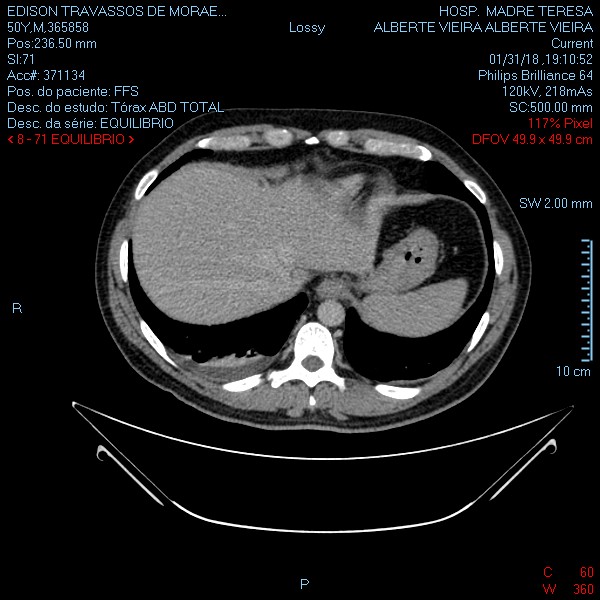 EDISON TRAVASSOS DE MORAE...
50Y,M,365858
Pos:236.50 mm
SI:71
Acc#: 371134
Pos. do paciente: FFS
Desc. do estudo: Tórax ABD TOTAL
Desc. da série: EQUILIBRIO
< 8 - 71 EQUILIBRIO >
Lossy
HOSP. MADRE TERESA
ALBERTE VIEIRA ALBERTE VIEIRA
Current
01/31/18 ,19:10:52
Philips Brilliance 64
120kV, 218mAs
SC:500.00 mm
117% Pixel
DFOV 49.9 x 49.9 cm
SW 2.00 mm
R
10 cm
P
C 60
W 360